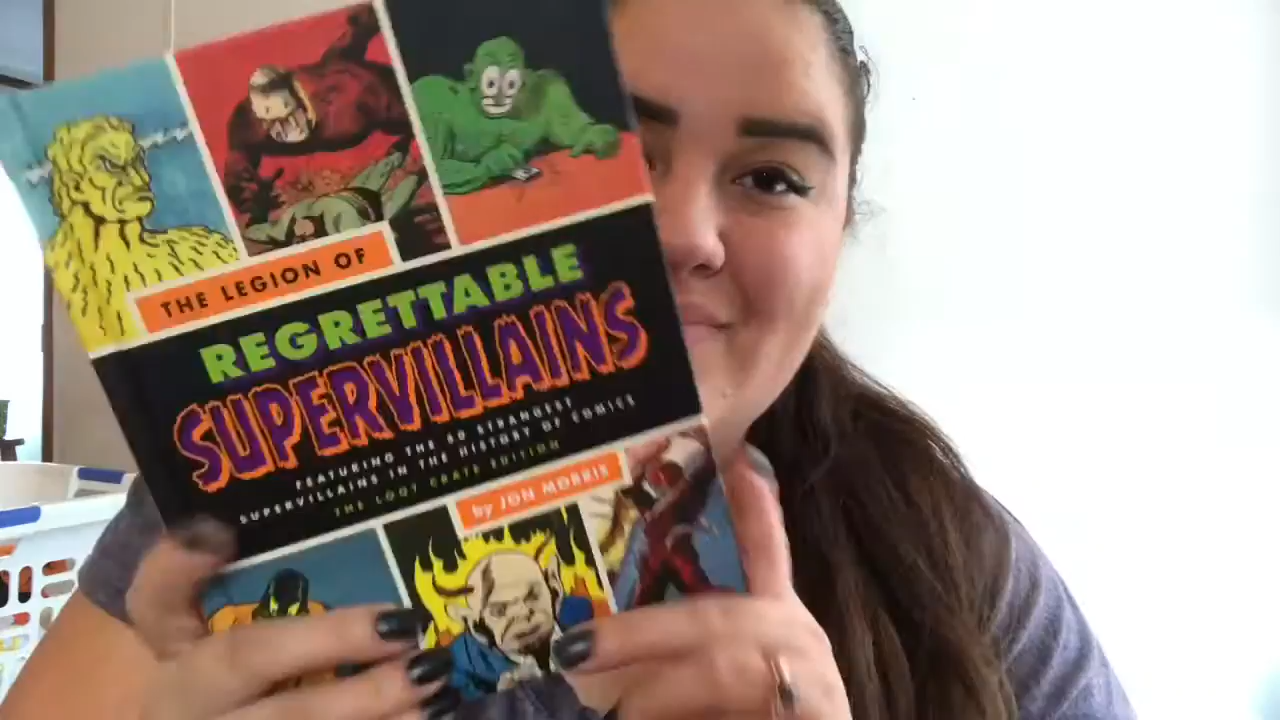 THE LEGION OF
REGRETTABLE
SUPERVILLAINS
FEATURING THE 50 STRANGEST
SUPERVILLAINS IN THE HISTORY OF COMICS
THE LOOT CRATE EDITION
by JON MORRIS